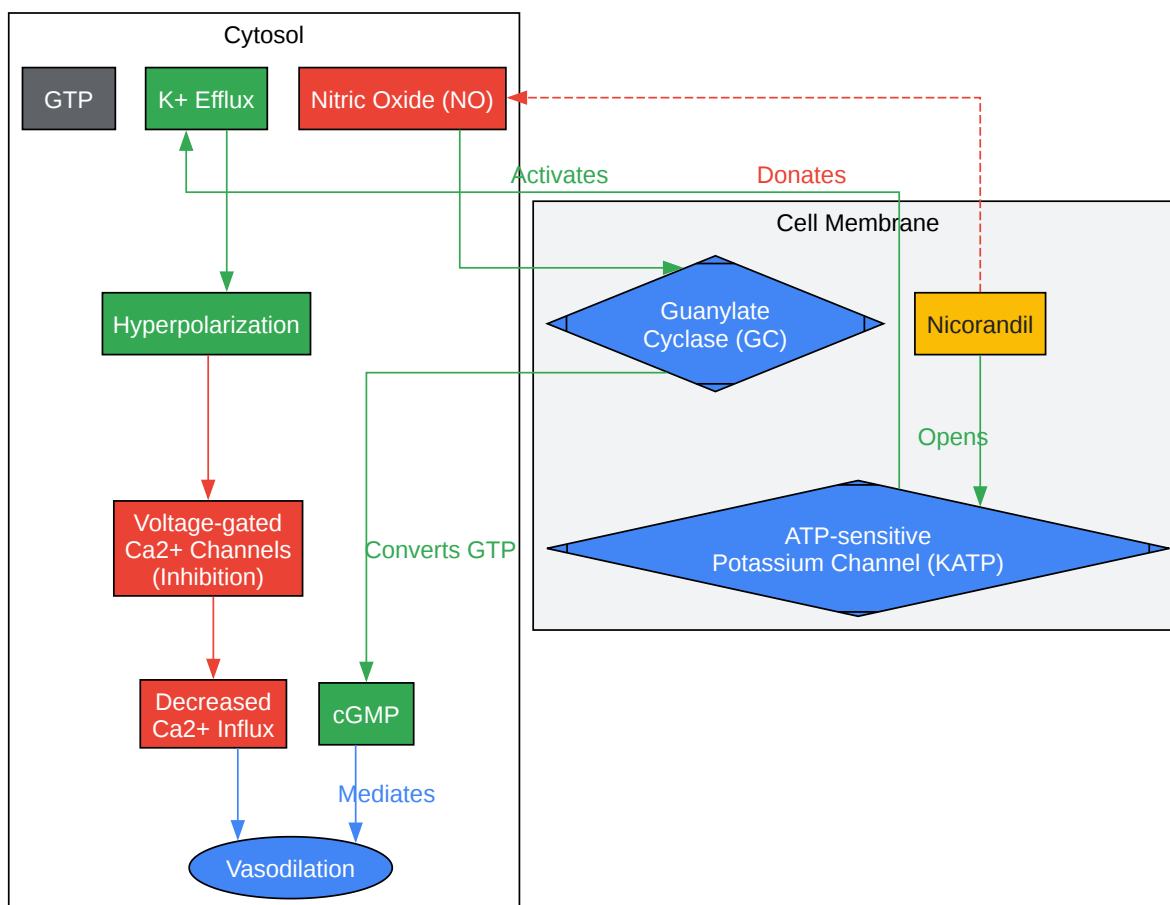 Cytosol
GTP
K+ Efflux
Nitric Oxide (NO)
Activates
Donates
Cell Membrane
Guanylate
Cyclase (GC)
Nicorandil
Hyperpolarization
Opens
Voltage-gated
Ca2+ Channels
(Inhibition)
Converts GTP
ATP-sensitive
Potassium Channel (KATP)
Decreased
Ca2+ Influx
cGMP
Mediates
Vasodilation